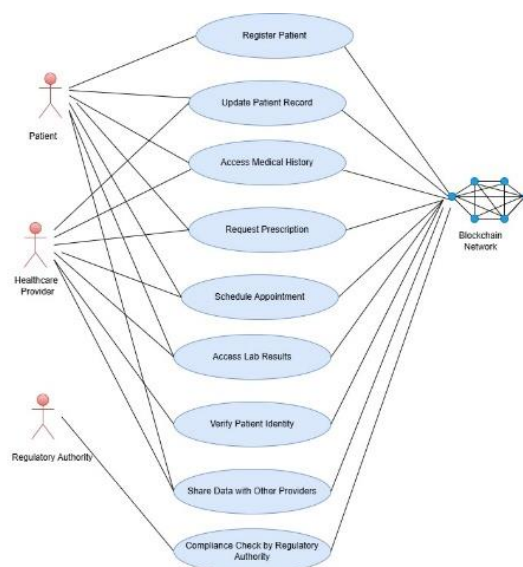 Register Patient
Update Patient Record
Patient
Access Medical History
Request Prescription
Blockchain
Network
Healthcare
Provider
Schedule Appointment
Access Lab Results
Verify Patient Identity
Regulatory Authority
Share Data with Other Providers
Compliance Check by Regulatory
Authority